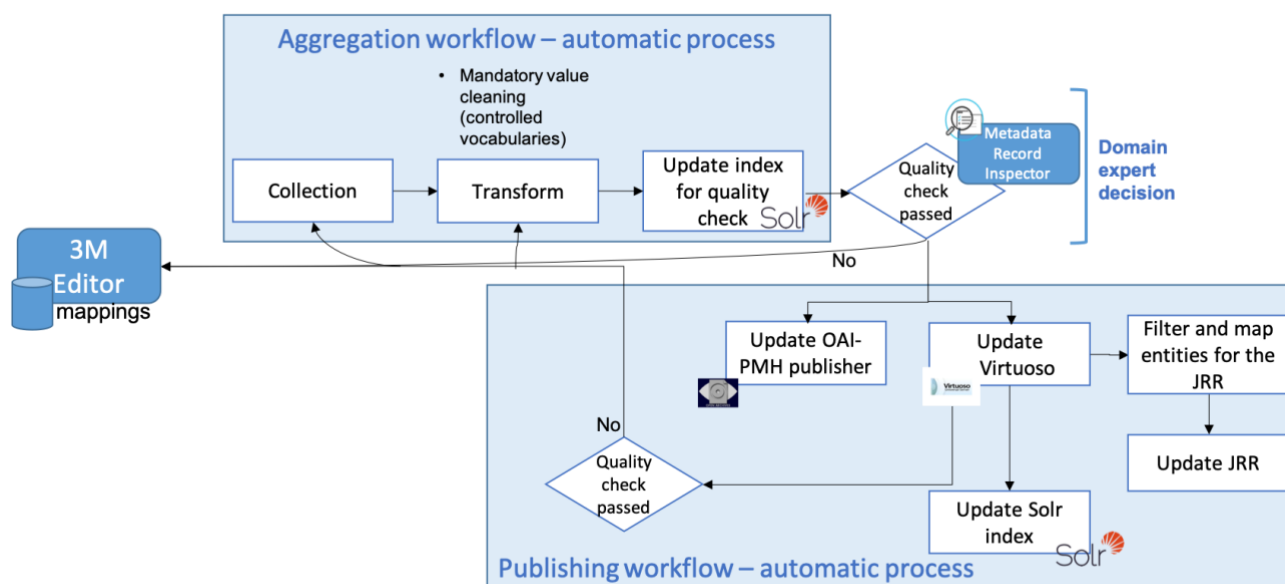 Aggregation workflow – automatic process
• Mandatory value
cleaning
(controlled
vocabularies)
Collection
Transform
Update index
for quality
check
Solr
Quality
check
passed
Metadata
Record
Inspector
Domain
expert
decision
3M
Editor
mappings
No
Update OAI-
PMH publisher
Update
Virtuoso
Virtuoso
Filter and map
entities for the
JRR
Update JRR
No
Quality
check
passed
Update Solr
index
Solr
Publishing workflow – automatic process